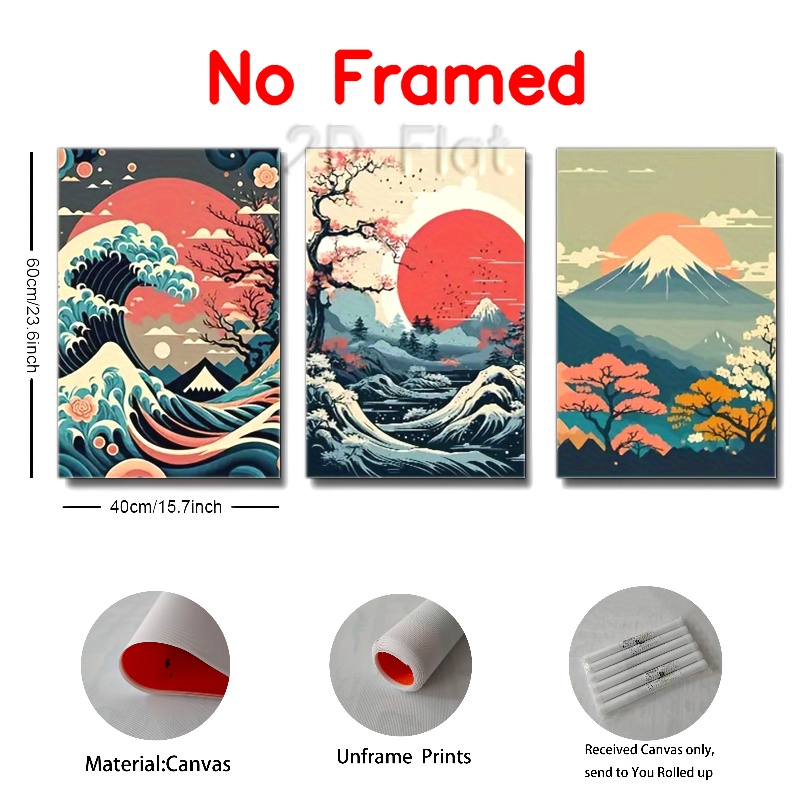 No Framed
2D Flat
60cm/23.6inch
40cm/15.7inch
Material:Canvas
Unframe Prints
Received Canvas only,
send to You Rolled up